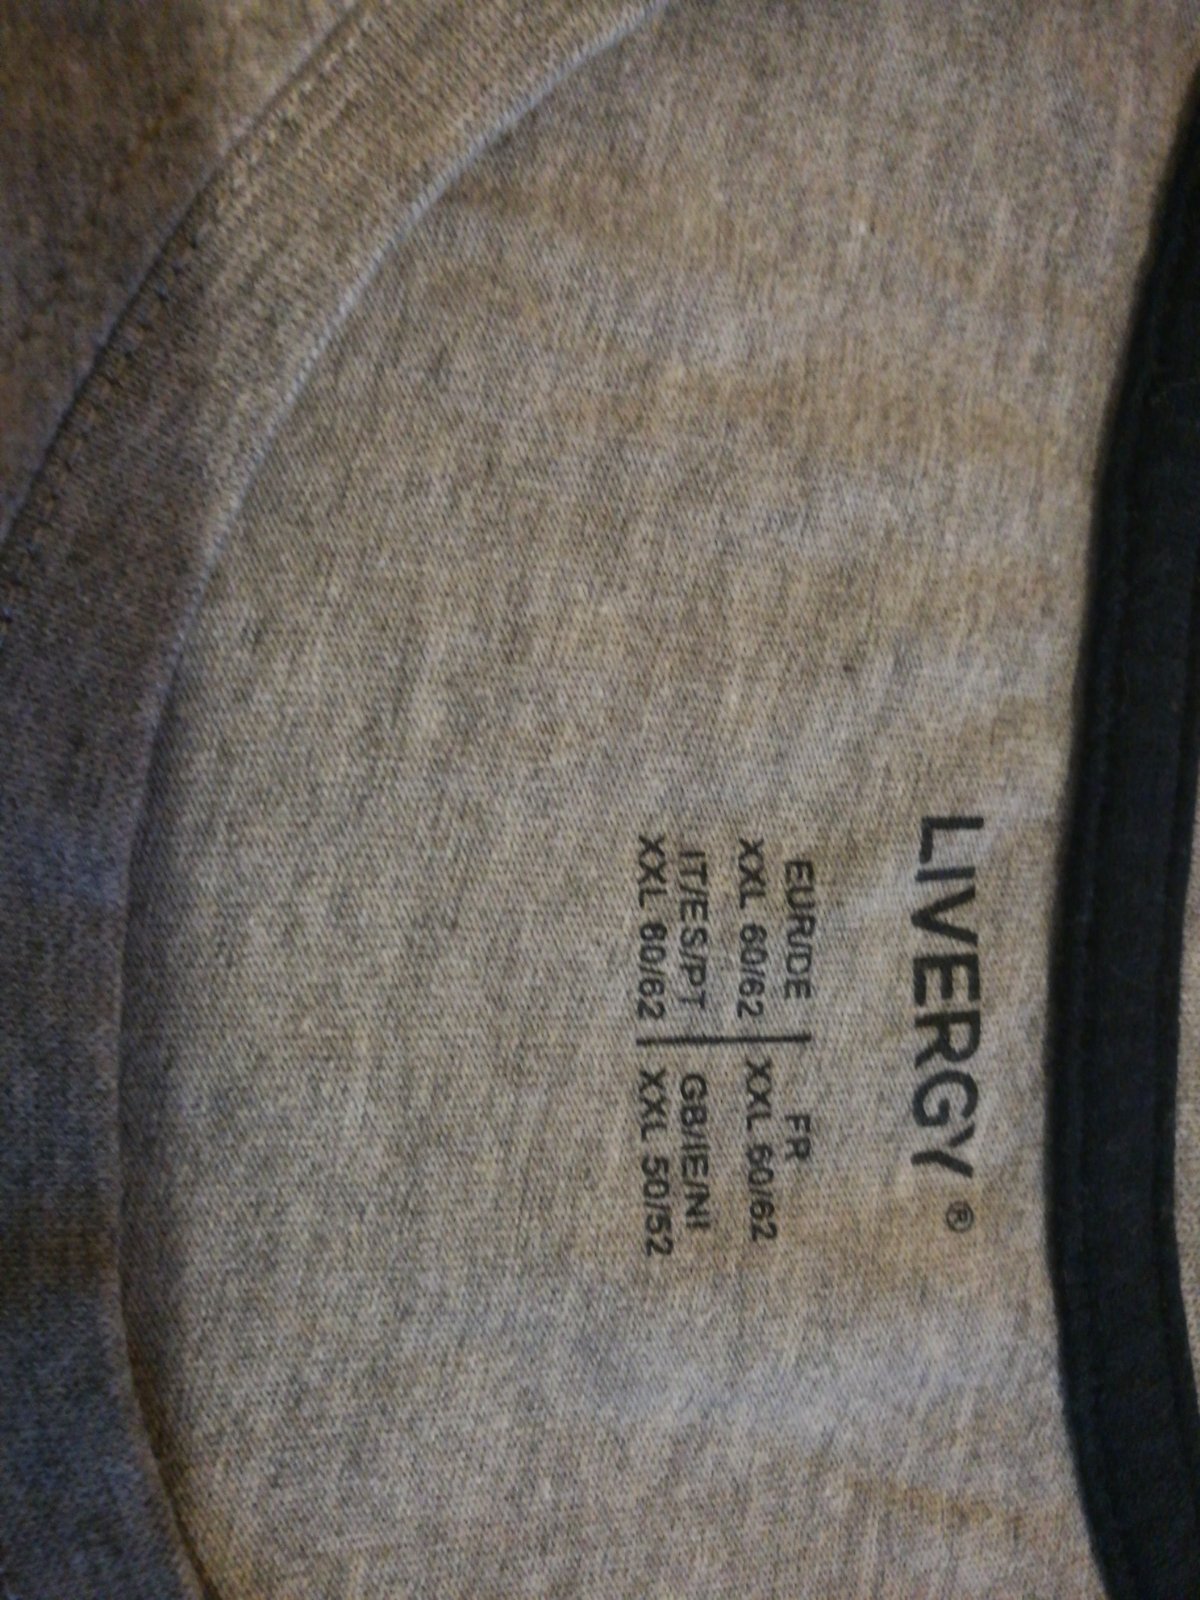 LIVERGY ®
EUR/DE | FR
XXL 60/62 | XXL 60/62
IT/ES/PT | GB/IE/NI
XXL 60/62 | XXL 50/52